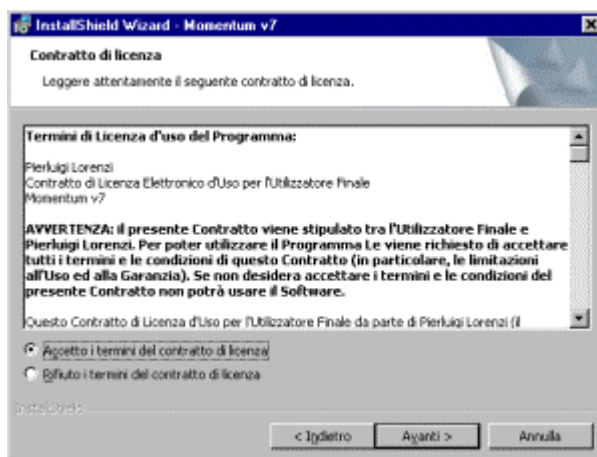 InstallShield Wizard - Momentum v7
Contratto di licenza
Leggere attentamente il seguente contratto di licenza.
Termini di Licenza d'uso del Programma:
Pierluigi Lorenzi
Contratto di Licenza Elettronico d'Uso per l'Utilizzatore Finale
Momentum v7
AVVERTENZA: il presente Contratto viene stipulato tra l'Utilizzatore Finale e
Pierluigi Lorenzi. Per poter utilizzare il Programma Le viene richiesto di accettare
tutti i termini e le condizioni di questo Contratto (in particolare, le limitazioni
all'Uso ed alla Garanzia). Se non desidera accettare i termini e le condizioni del
presente Contratto non potrà usare il Software.
Questo Contratto di Licenza d'Uso per l'Utilizzatore Finale da parte di Pierluigi Lorenzi (il
Accetto i termini del contratto di licenza
Rifiuto i termini del contratto di licenza
InstallShield
< Indietro
Avanti >
Annulla